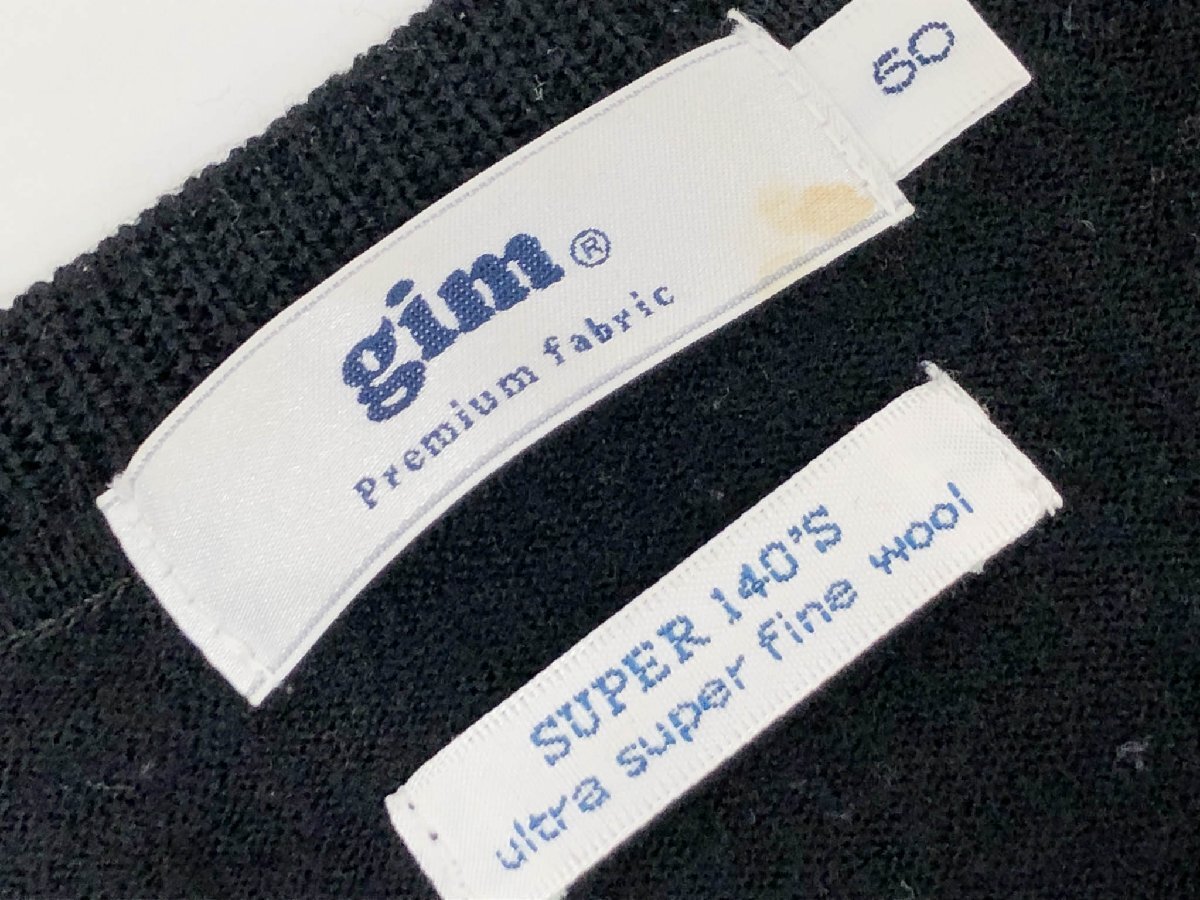 50
gim®
Premium fabric
SUPER 140'S
ultra super fine wool